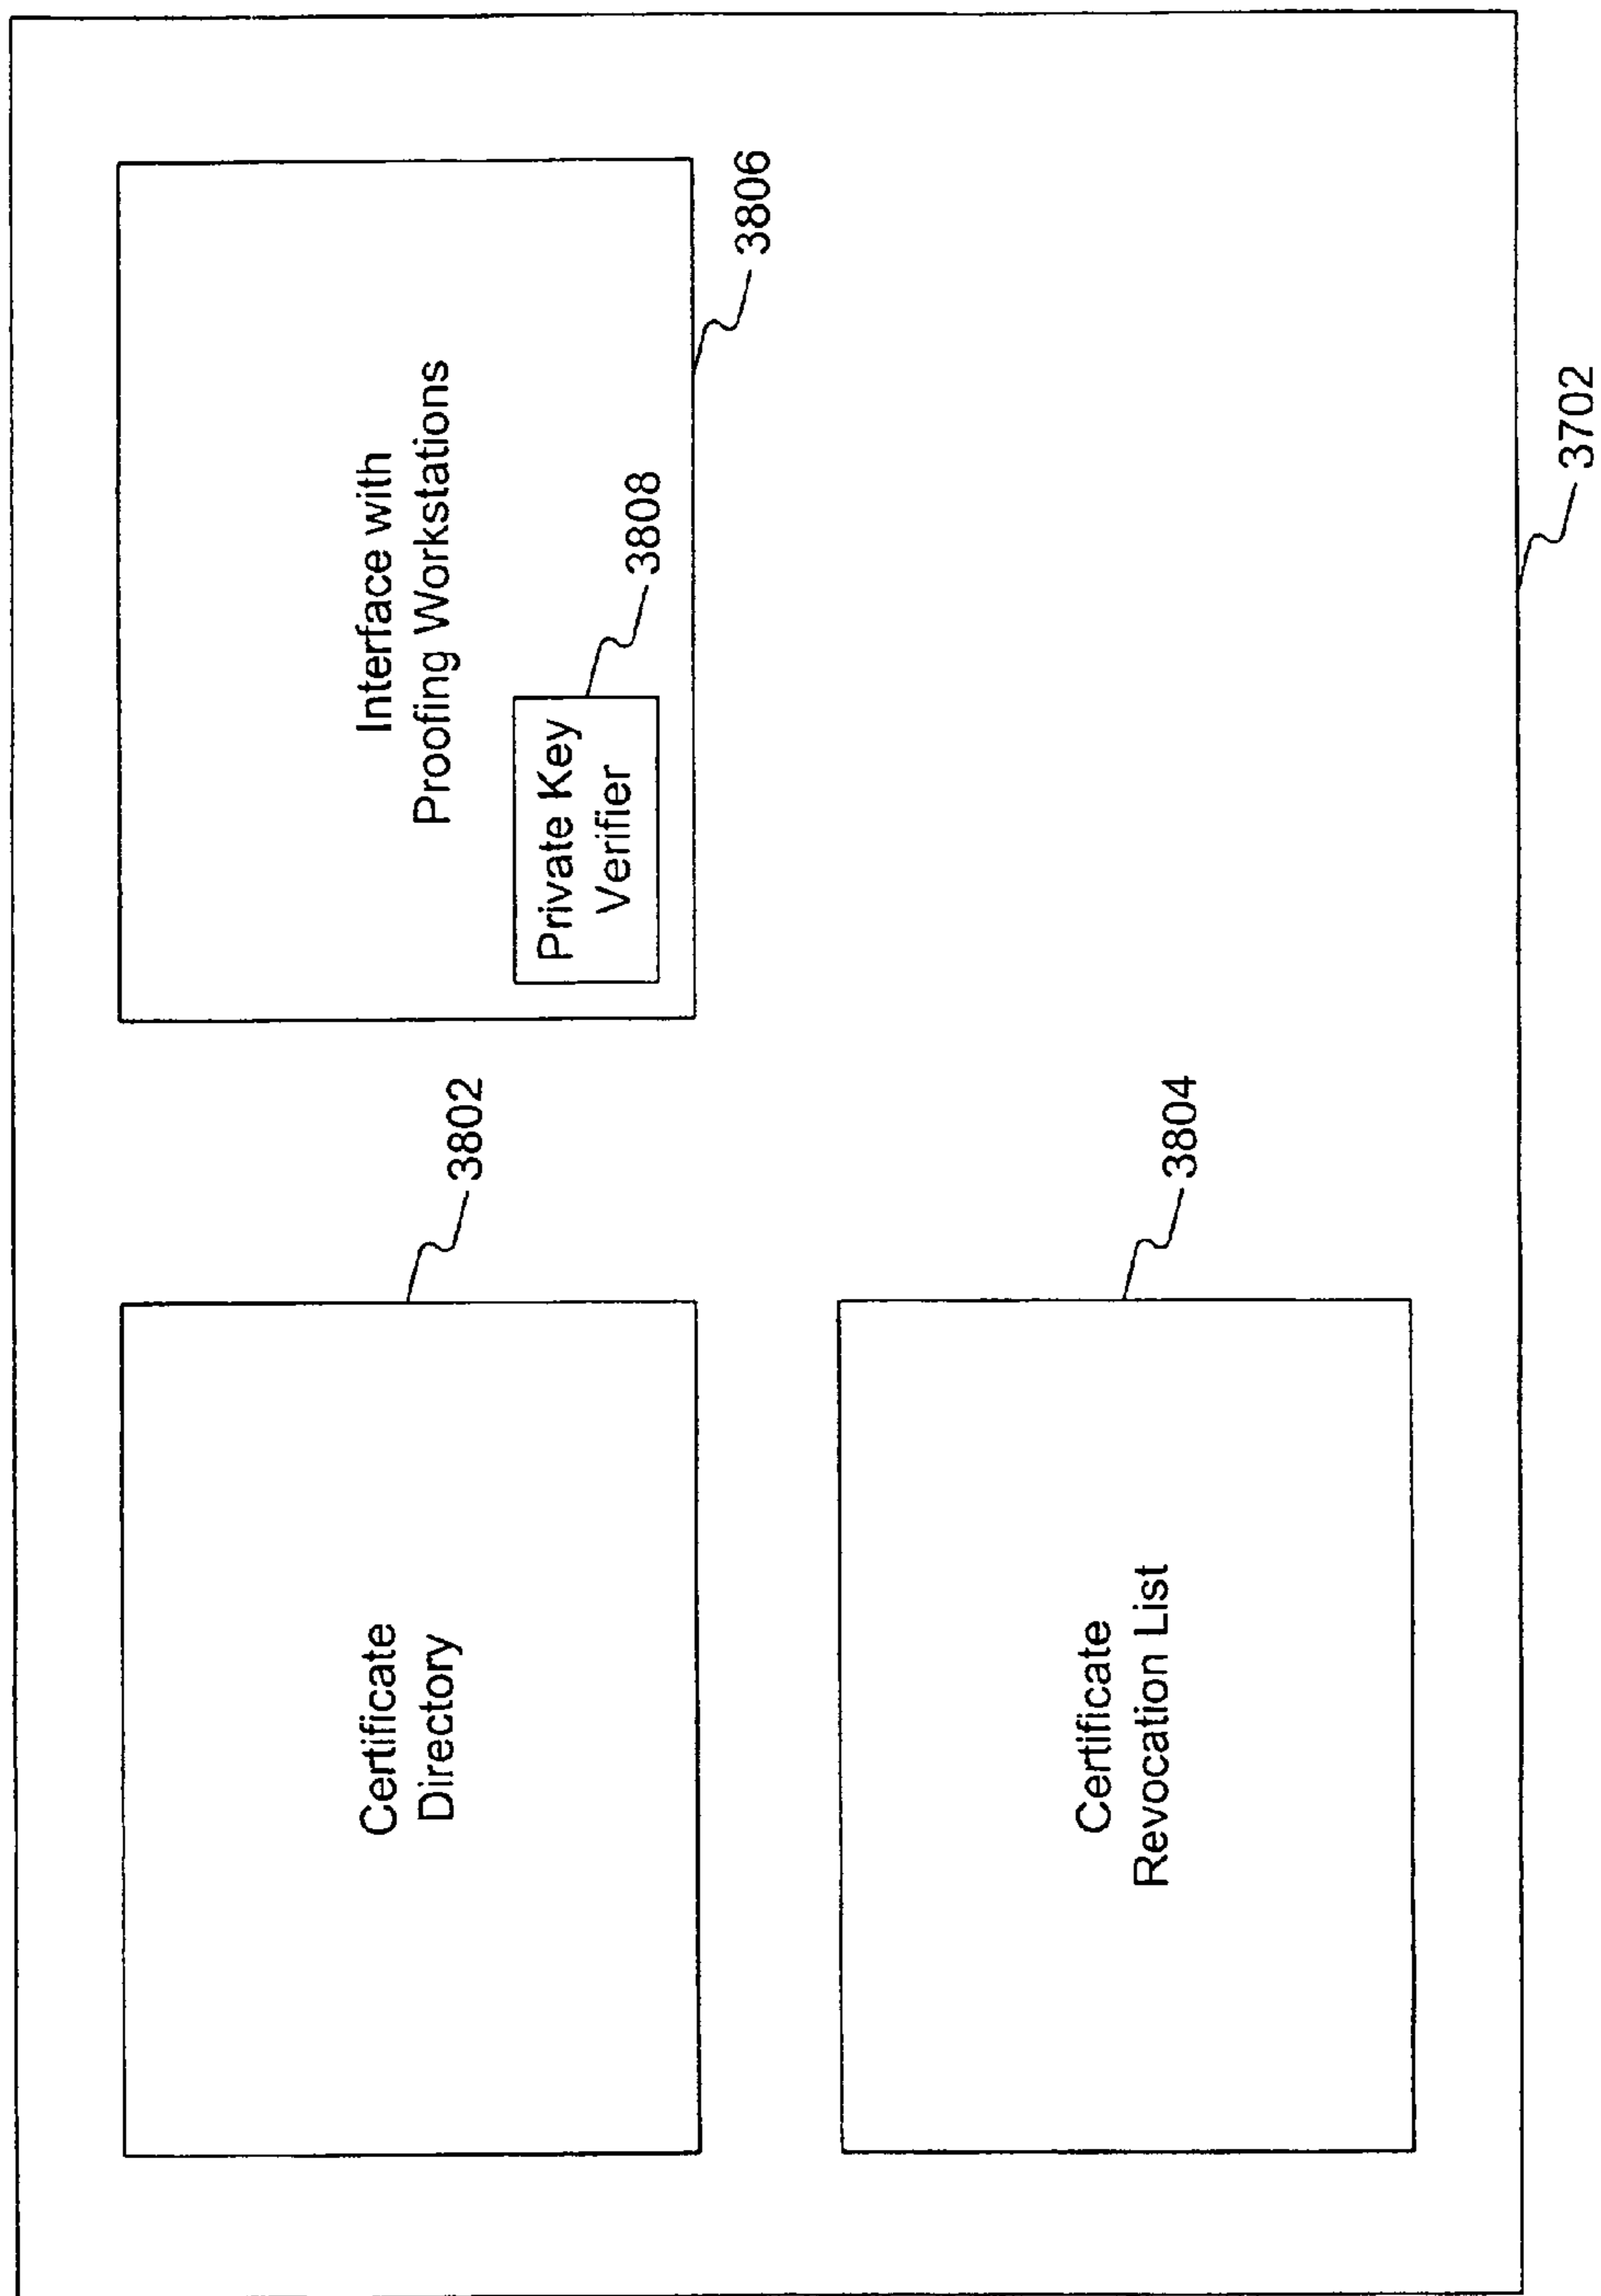 Certificate
Directory
3802
Interface with
Proofing Workstations
Private Key
Verifier
3808
3806
Certificate
Revocation List
3804
3702